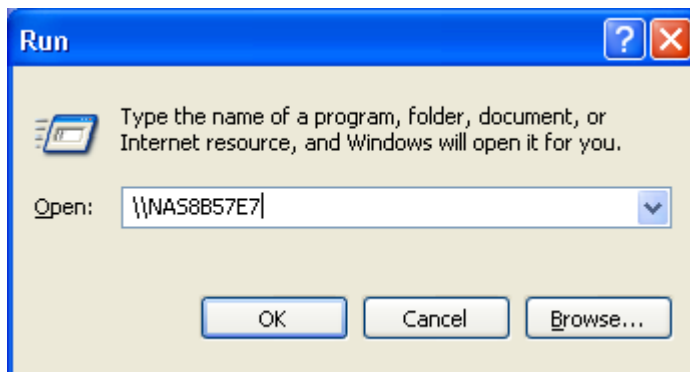 Run
Type the name of a program, folder, document, or
Internet resource, and Windows will open it for you.
Open: \\NAS8B57E7
OK Cancel Browse...